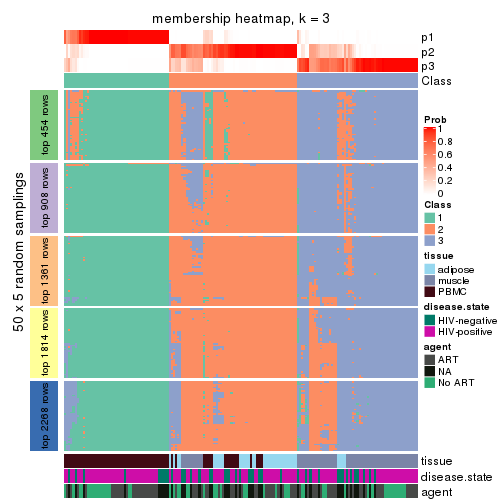 membership heatmap, k = 3
p1
p2
p3
Class
50 x 5 random samplings
top 454 rows
top 908 rows
top 1361 rows
top 1814 rows
top 2268 rows
Prob
1
0.8
0.6
0.4
0.2
0
Class
1
2
3
tissue
adipose
muscle
PBMC
disease.state
HIV-negative
HIV-positive
agent
ART
NA
No ART
tissue
disease.state
agent